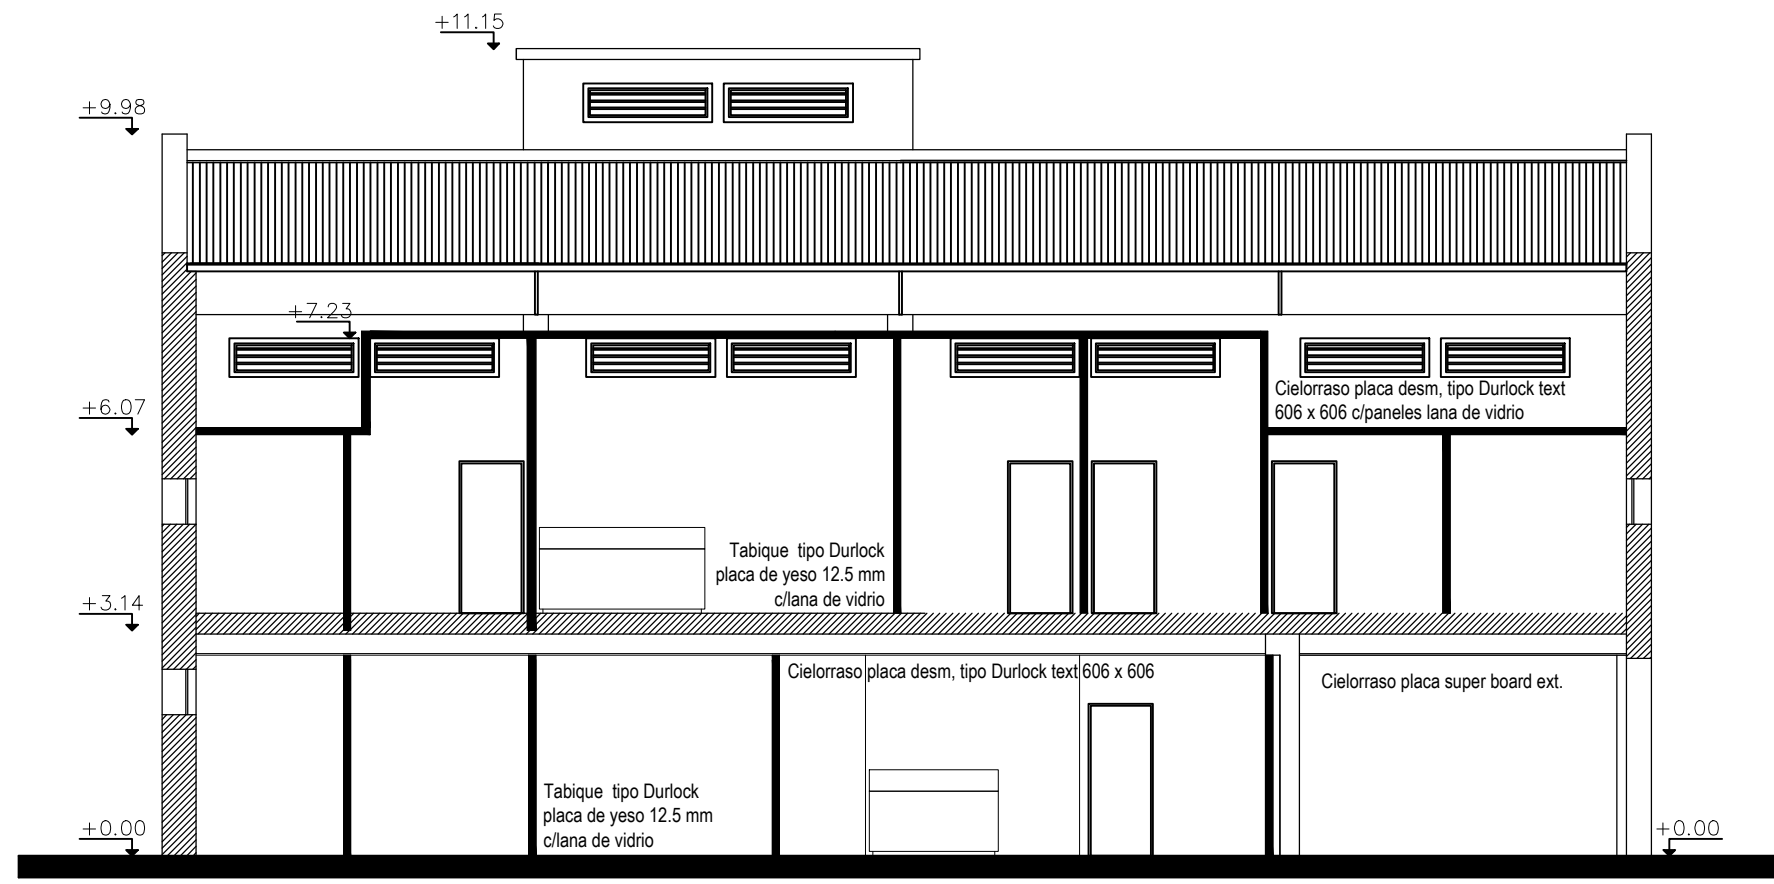 +11.15
+9.98
+7.23
Cielorraso placa desm, tipo Durlock text
606 x 606 c/paneles lana de vidrio
+6.07
Tabique tipo Durlock
placa de yeso 12.5 mm
c/lana de vidrio
+3.14
Cielorraso placa desm, tipo Durlock text 606 x 606
Cielorraso placa super board ext.
Tabique tipo Durlock
placa de yeso 12.5 mm
c/lana de vidrio
+0.00
+0.00